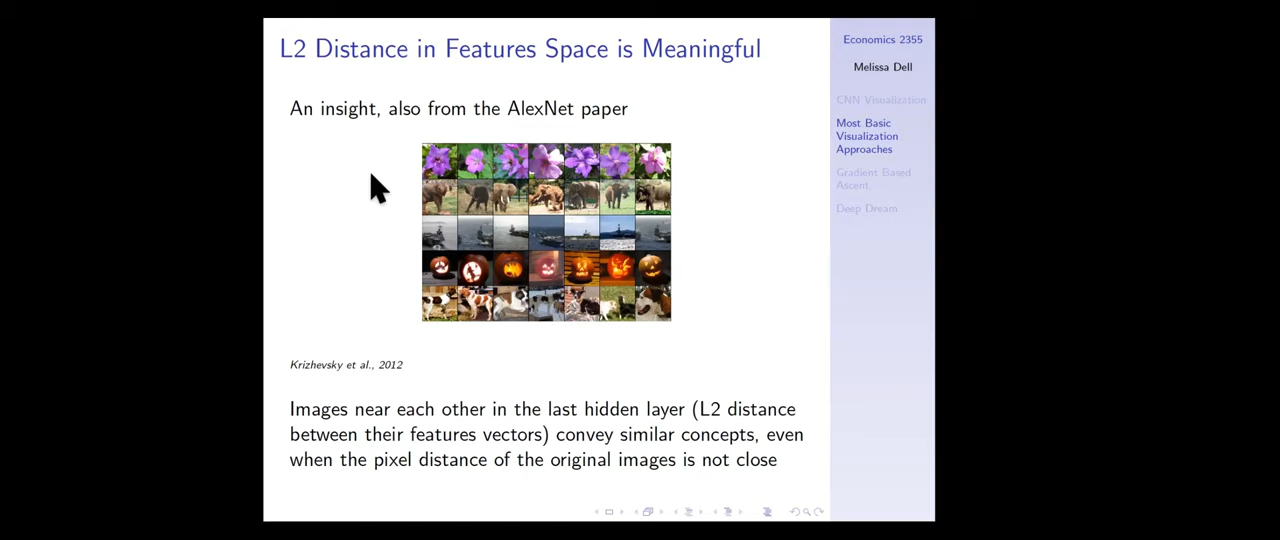 L2 Distance in Features Space is Meaningful
An insight, also from the AlexNet paper
Krizhevsky et al., 2012
Images near each other in the last hidden layer (L2 distance
between their features vectors) convey similar concepts, even
when the pixel distance of the original images is not close
Economics 2355
Melissa Dell
CNN Visualization
Most Basic
Visualization
Approaches
Gradient Based
Ascent
Deep Dream